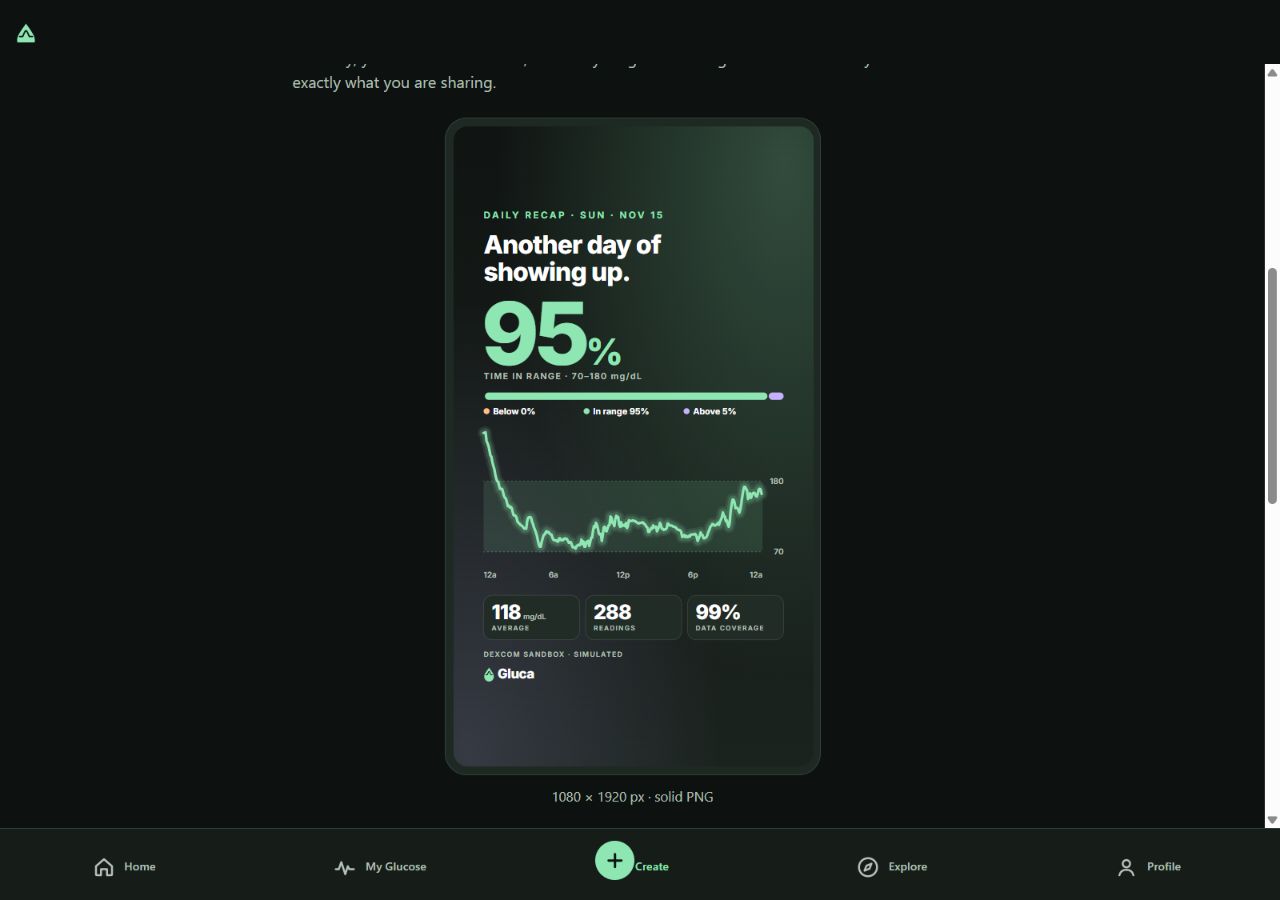 exactly what you are sharing.
DAILY RECAP · SUN · NOV 15
Another day of
showing up.
95%
TIME IN RANGE · 70–180 mg/dL
Below 0% In range 95% Above 5%
180
70
12a 6a 12p 6p 12a
118 mg/dL 288 99%
AVERAGE READINGS DATA COVERAGE
DEXCOM SANDBOX · SIMULATED
Gluca
1080 × 1920 px · solid PNG
Home My Glucose Create Explore Profile